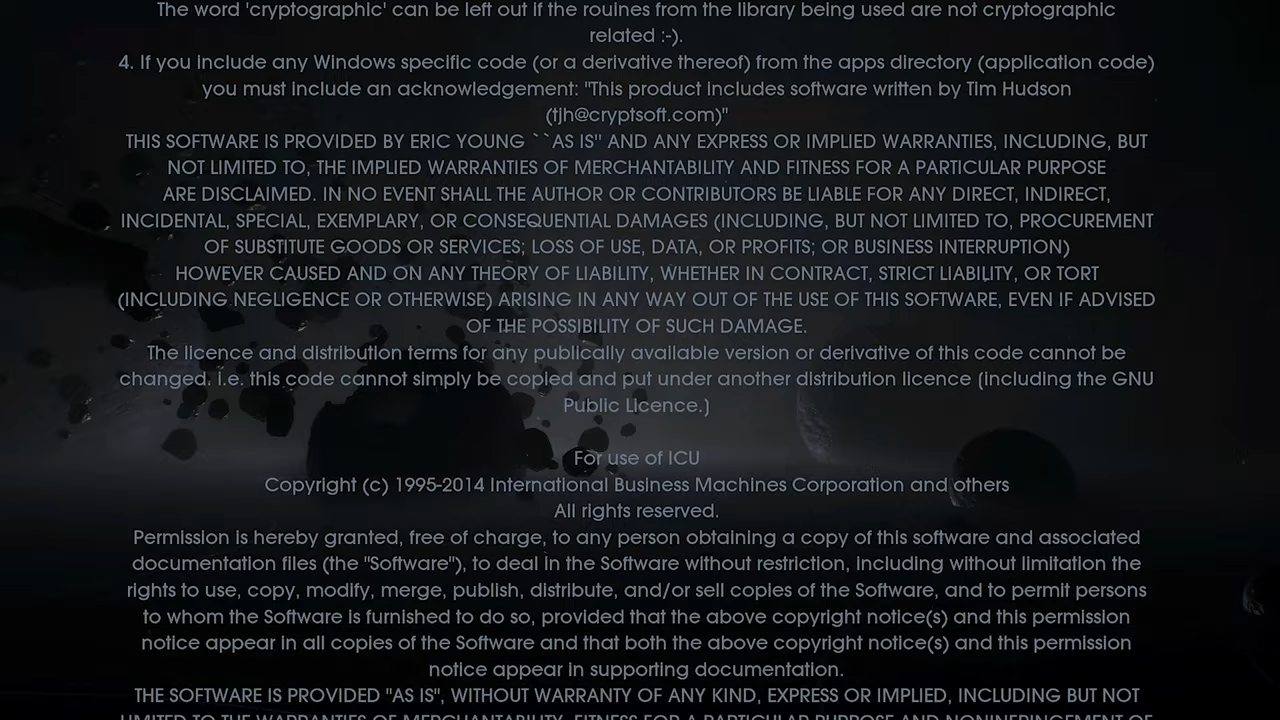 The word 'cryptographic' can be left out if the rouines from the library being used are not cryptographic
related :-).
4. If you include any Windows specific code (or a derivative thereof) from the apps directory (application code)
you must include an acknowledgement: "This product includes software written by Tim Hudson
(tjh@cryptsoft.com)"
THIS SOFTWARE IS PROVIDED BY ERIC YOUNG ``AS IS'' AND ANY EXPRESS OR IMPLIED WARRANTIES, INCLUDING, BUT
NOT LIMITED TO, THE IMPLIED WARRANTIES OF MERCHANTABILITY AND FITNESS FOR A PARTICULAR PURPOSE
ARE DISCLAIMED. IN NO EVENT SHALL THE AUTHOR OR CONTRIBUTORS BE LIABLE FOR ANY DIRECT, INDIRECT,
INCIDENTAL, SPECIAL, EXEMPLARY, OR CONSEQUENTIAL DAMAGES (INCLUDING, BUT NOT LIMITED TO, PROCUREMENT
OF SUBSTITUTE GOODS OR SERVICES; LOSS OF USE, DATA, OR PROFITS; OR BUSINESS INTERRUPTION)
HOWEVER CAUSED AND ON ANY THEORY OF LIABILITY, WHETHER IN CONTRACT, STRICT LIABILITY, OR TORT
(INCLUDING NEGLIGENCE OR OTHERWISE) ARISING IN ANY WAY OUT OF THE USE OF THIS SOFTWARE, EVEN IF ADVISED
OF THE POSSIBILITY OF SUCH DAMAGE.
The licence and distribution terms for any publically available version or derivative of this code cannot be
changed. i.e. this code cannot simply be copied and put under another distribution licence [including the GNU
Public Licence.]
For use of ICU
Copyright (c) 1995-2014 International Business Machines Corporation and others
All rights reserved.
Permission is hereby granted, free of charge, to any person obtaining a copy of this software and associated
documentation files (the "Software"), to deal in the Software without restriction, including without limitation the
rights to use, copy, modify, merge, publish, distribute, and/or sell copies of the Software, and to permit persons
to whom the Software is furnished to do so, provided that the above copyright notice(s) and this permission
notice appear in all copies of the Software and that both the above copyright notice(s) and this permission
notice appear in supporting documentation.
THE SOFTWARE IS PROVIDED "AS IS", WITHOUT WARRANTY OF ANY KIND, EXPRESS OR IMPLIED, INCLUDING BUT NOT
LIMITED TO THE WARRANTIES OF MERCHANTABILITY, FITNESS FOR A PARTICULAR PURPOSE AND NONINFRINGEMENT OF